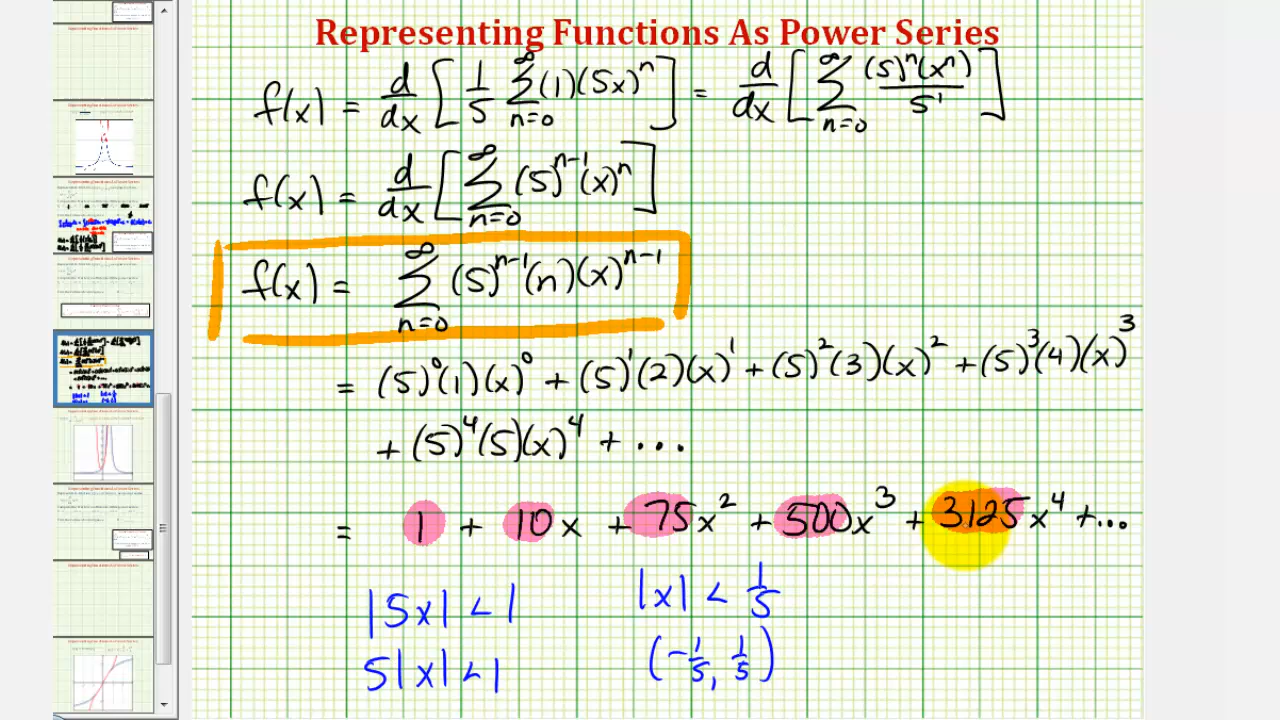 Representing Functions As Power Series
f(x) = d/dx [ 1/5 ∑_{n=0}^{∞} (1)(5x)^n ] = d/dx [ ∑_{n=0}^{∞} (5)^n(x^n)/5^1 ]
f(x) = d/dx [ ∑_{n=0}^{∞} (5)^{n-1}(x)^n ]
f(x) = ∑_{n=0}^{∞} (5)^{n-1}(n)(x)^{n-1}
= (5)^0(1)(x)^0 + (5)^1(2)(x)^1 + (5)^2(3)(x)^2 + (5)^3(4)(x)^3
+ (5)^4(5)(x)^4 + ...
= 1 + 10x + 75x^2 + 500x^3 + 3125x^4 + ...
|5x| < 1 |x| < 1/5
5|x| < 1 (-1/5, 1/5)